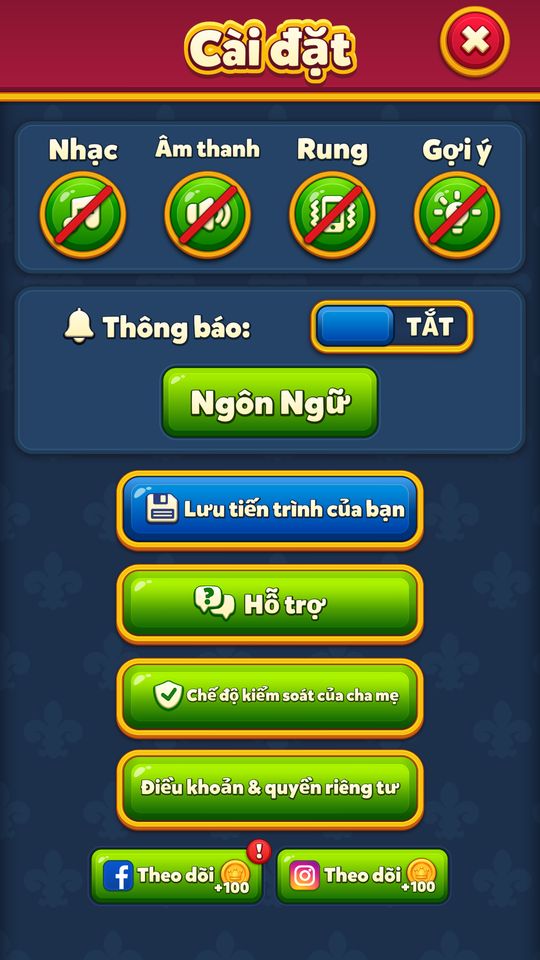 Cài đặt
Nhạc
Âm thanh
Rung
Gợi ý
Thông báo:
TẮT
Ngôn Ngữ
Lưu tiến trình của bạn
Hỗ trợ
Chế độ kiểm soát của cha mẹ
Điều khoản & quyền riêng tư
Theo dõi
+100
!
Theo dõi
+100